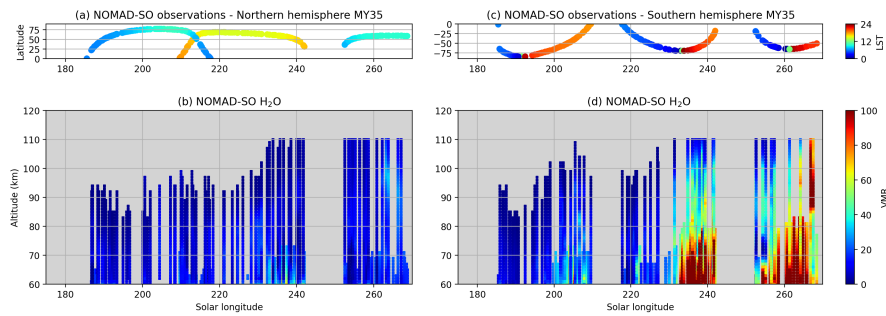 (a) NOMAD-SO observations - Northern hemisphere MY35
Latitude
75
50
25
0
180 200 220 240 260
(c) NOMAD-SO observations - Southern hemisphere MY35
0
−25
−50
−75
180 200 220 240 260
24
12
0
LST
(b) NOMAD-SO H₂O
Altitude (km)
120
110
100
90
80
70
60
180 200 220 240 260
Solar longitude
(d) NOMAD-SO H₂O
120
110
100
90
80
70
60
180 200 220 240 260
Solar longitude
100
80
60
40
20
0